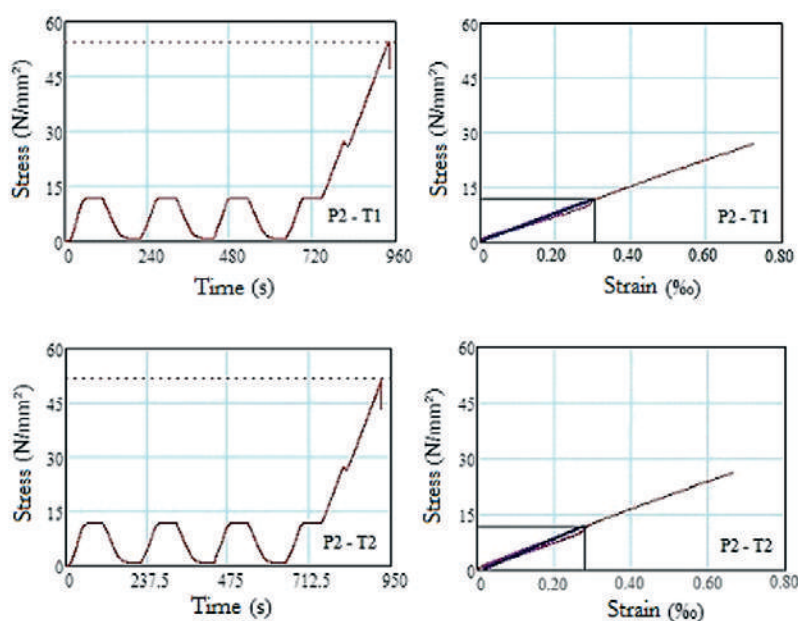 60
45
30
15
0
Stress (N/mm²)
P2 - T1
0 240 480 720 960
Time (s)
60
45
30
15
0
Stress (N/mm²)
P2 - T1
0 0.20 0.40 0.60 0.80
Strain (‰)
60
45
30
15
0
Stress (N/mm²)
P2 - T2
0 237.5 475 712.5 950
Time (s)
60
45
30
15
0
Stress (N/mm²)
P2 - T2
0 0.20 0.40 0.60 0.80
Strain (‰)